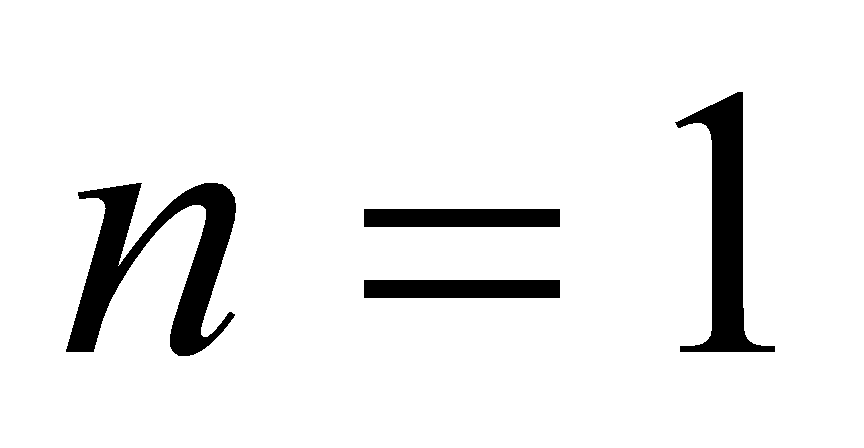 n = 1